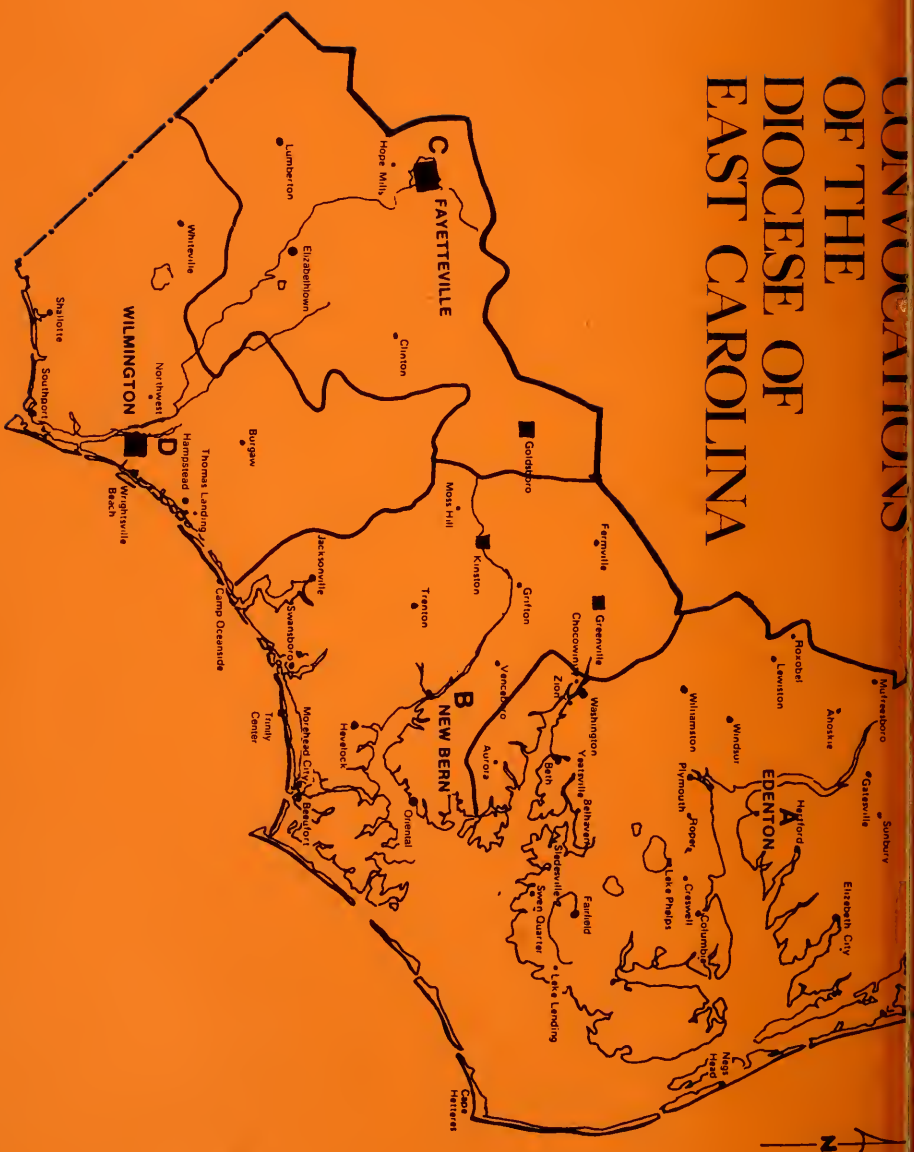 CONVOCATIONS
OF THE
DIOCESE OF
EAST CAROLINA
N
Murfreesboro
Gatesville
Sunbury
Roxobel
Ahoskie
Lewiston
Elizabeth City
Hertford
A
EDENTON
Windsor
Williamston
Plymouth
Roper
Creswell
Columbia
Nags
Head
Lake Phelps
Farmville
Greenville
Chocowinity
Washington
Zion
Yeatsville
Bath
Belhaven
Sladesville
Fairfield
Swan Quarter
Lake Landing
Goldsboro
Grifton
Vanceboro
Aurora
Kinston
Moss Hill
Trenton
B
NEW BERN
Havelock
Oriental
Cape
Hatteras
C
FAYETTEVILLE
Hope Mills
Clinton
Lumberton
Elizabethtown
Jacksonville
Swansboro
Morehead City
Beaufort
Camp Oceanside
Trinity
Center
Burgaw
Whiteville
Northwest
WILMINGTON
D
Thomas Landing
Hampstead
Wrightsville
Beach
Shallotte
Southport